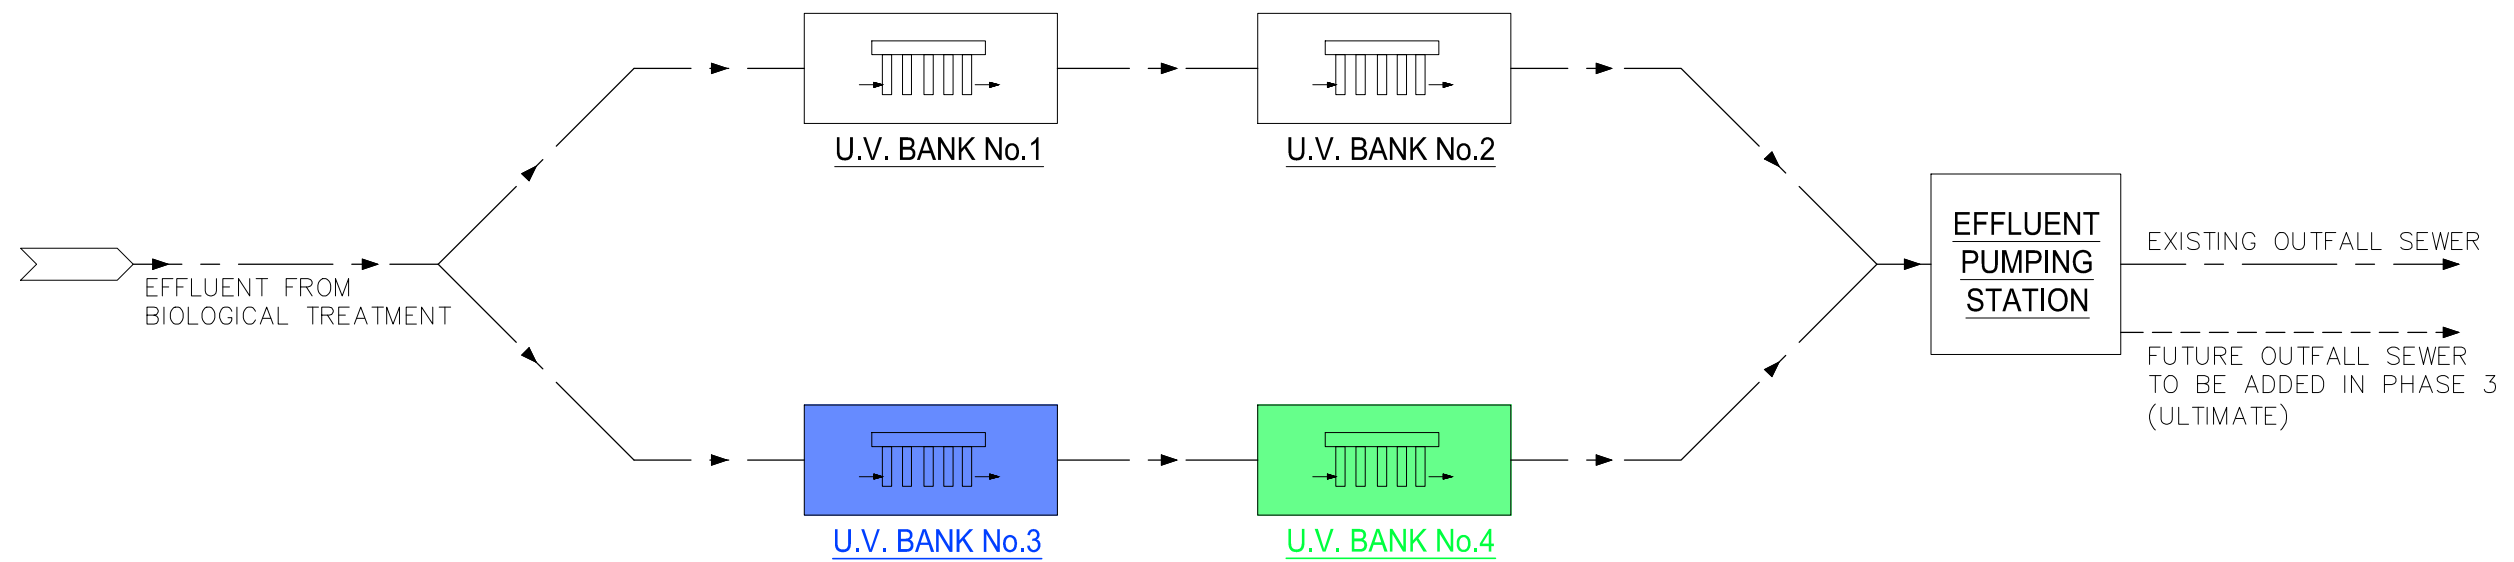 U.V. BANK No.1
U.V. BANK No.2
EFFLUENT FROM
BIOLOGICAL TREATMENT
EFFLUENT
PUMPING
STATION
EXISTING OUTFALL SEWER
FUTURE OUTFALL SEWER
TO BE ADDED IN PHASE 3
(ULTIMATE)
U.V. BANK No.3
U.V. BANK No.4